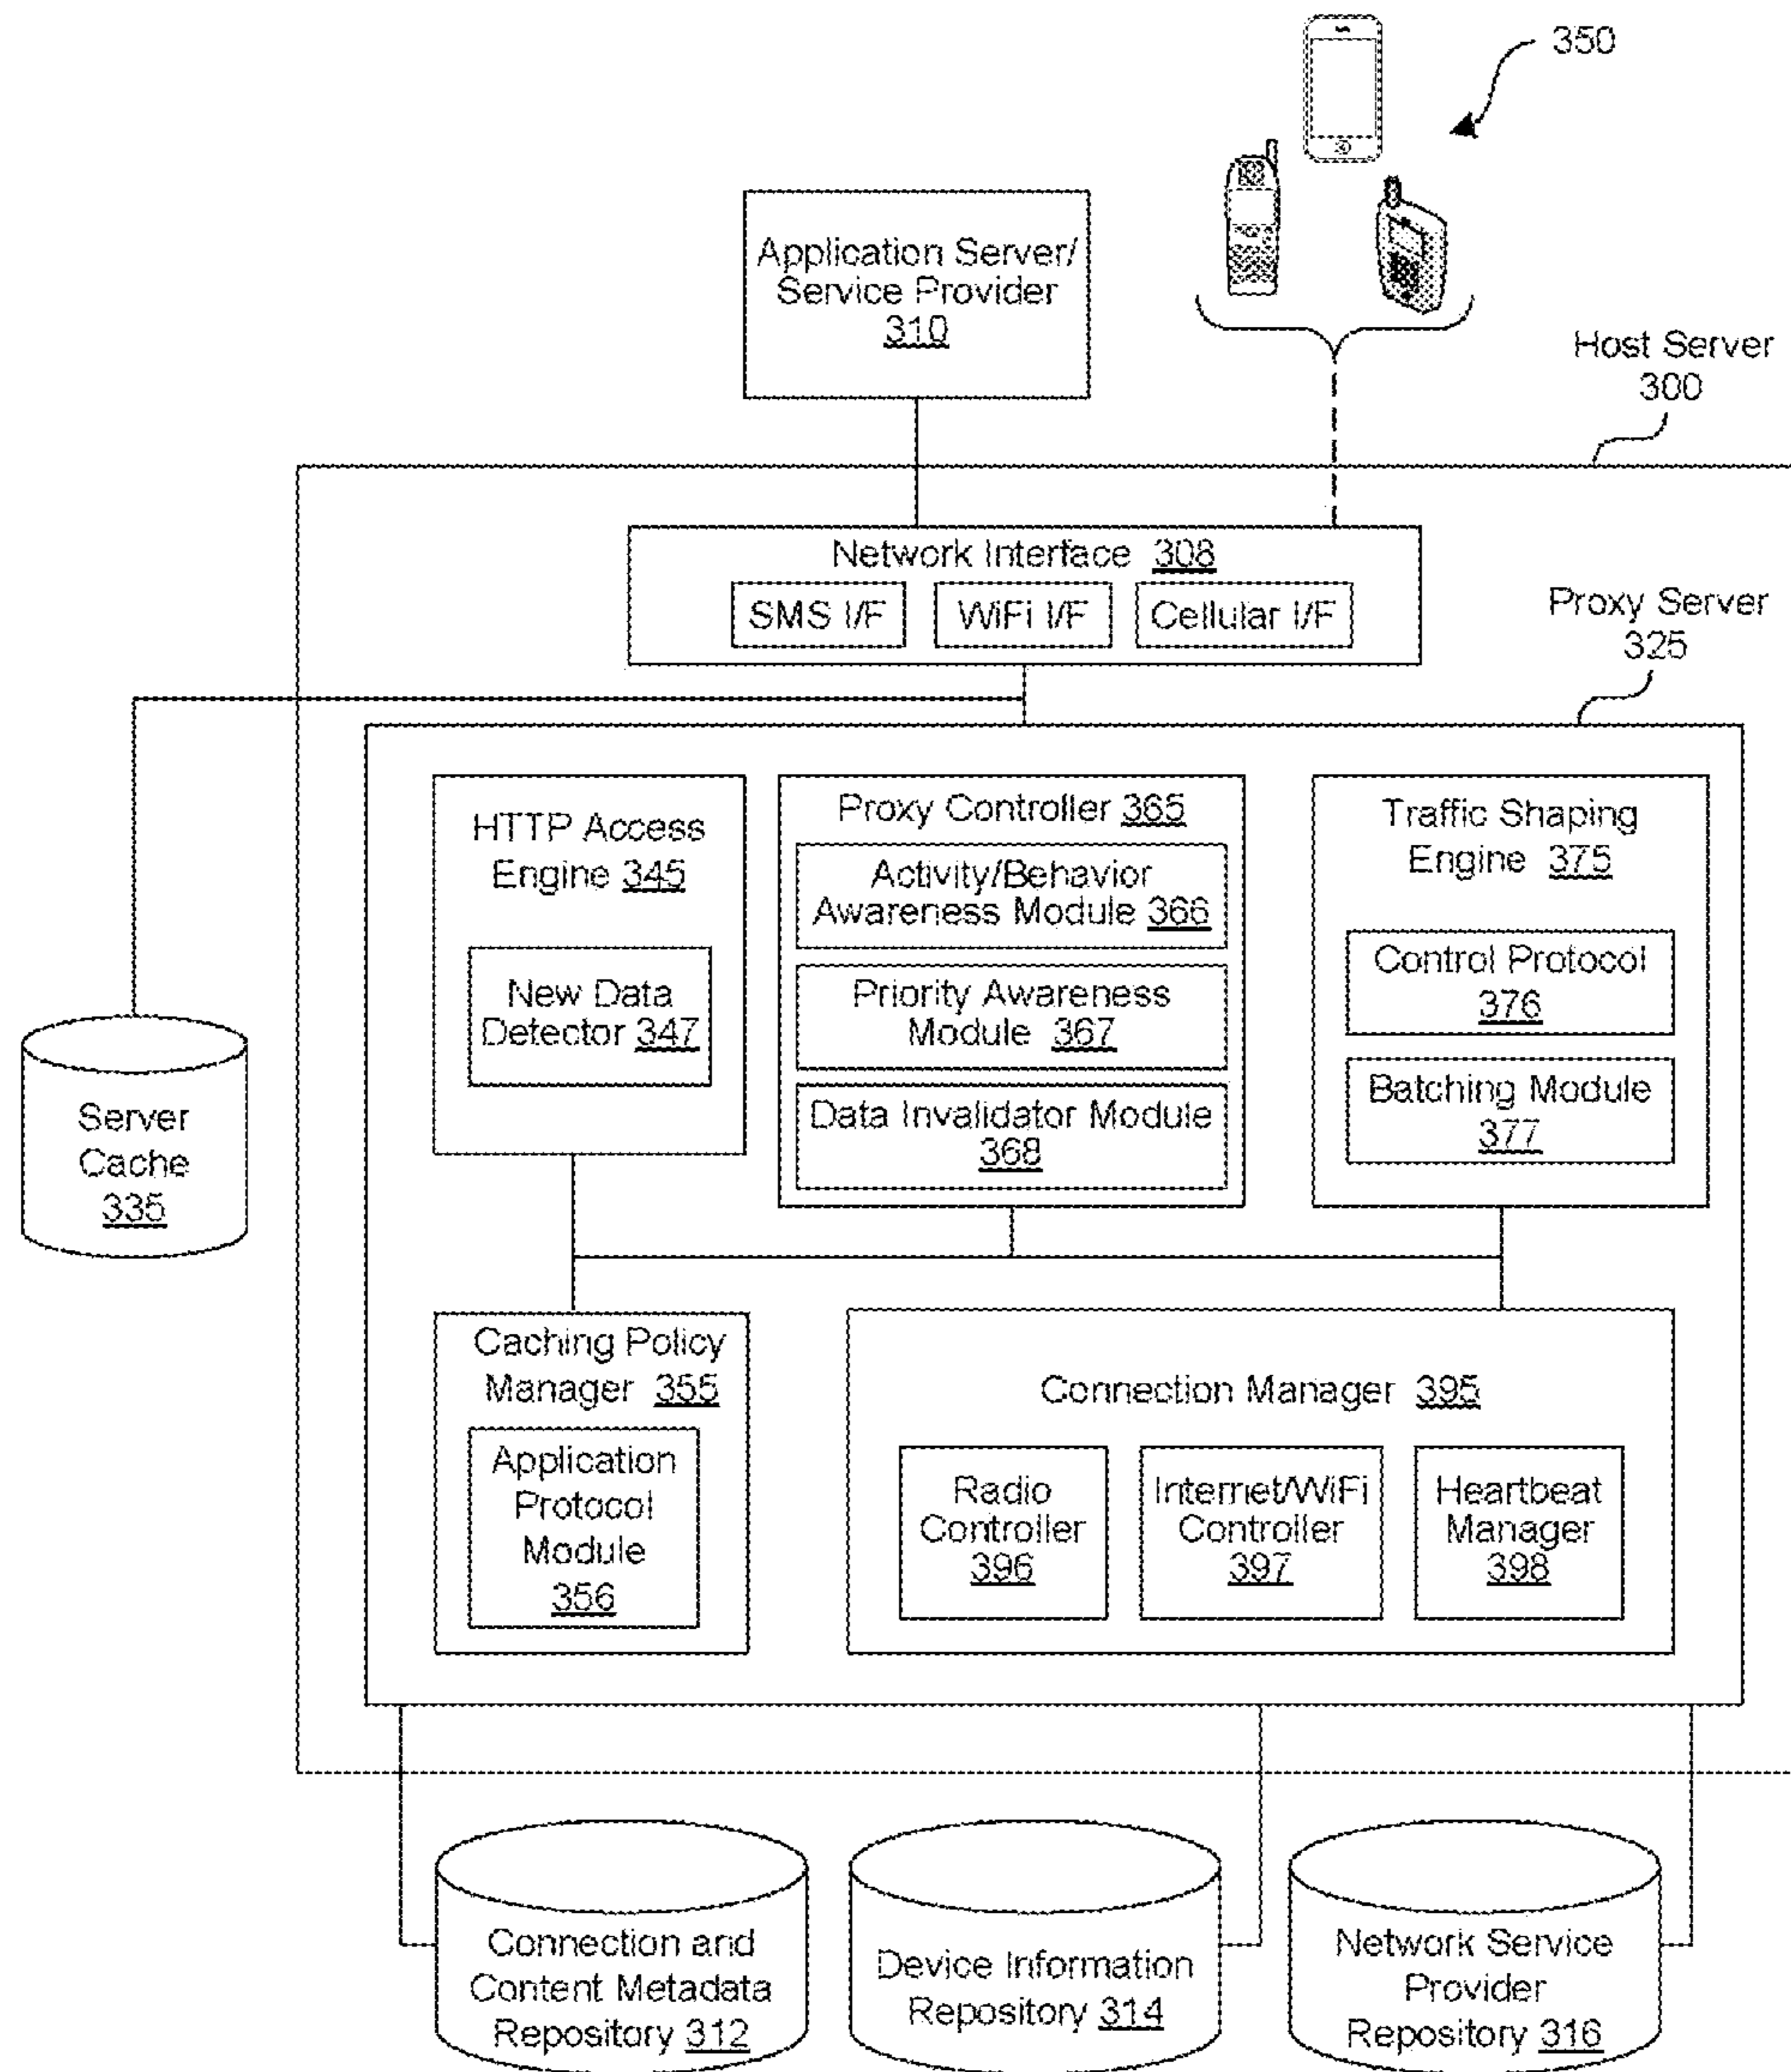 350
Application Server/
Service Provider
310
Host Server
300
Network Interface 308
SMS I/F
WiFi I/F
Cellular I/F
Proxy Server
325
HTTP Access
Engine 345
New Data
Detector 347
Proxy Controller 365
Activity/Behavior
Awareness Module 366
Priority Awareness
Module 367
Data Invalidator Module
368
Traffic Shaping
Engine 375
Control Protocol
376
Batching Module
377
Server
Cache
335
Caching Policy
Manager 355
Application
Protocol
Module
356
Connection Manager 395
Radio
Controller
396
Internet/WiFi
Controller
397
Heartbeat
Manager
398
Connection and
Content Metadata
Repository 312
Device Information
Repository 314
Network Service
Provider
Repository 316